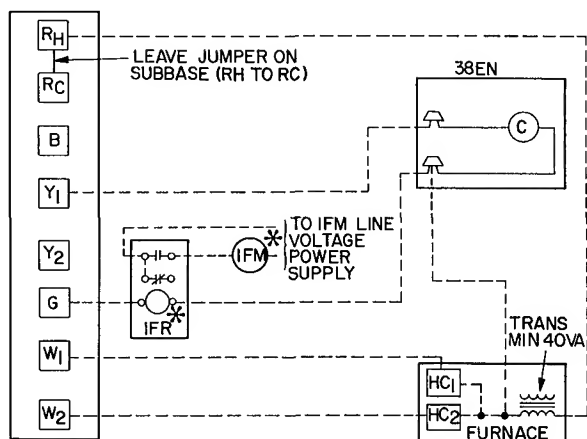 RH
LEAVE JUMPER ON
SUBBASE (RH TO RC)
RC
38EN
B
C
Y1
TO IFM LINE
VOLTAGE
POWER
SUPPLY
*
IFM
Y2
G
IFR
*
TRANS
MIN 40VA
W1
HC1
W2
HC2
FURNACE